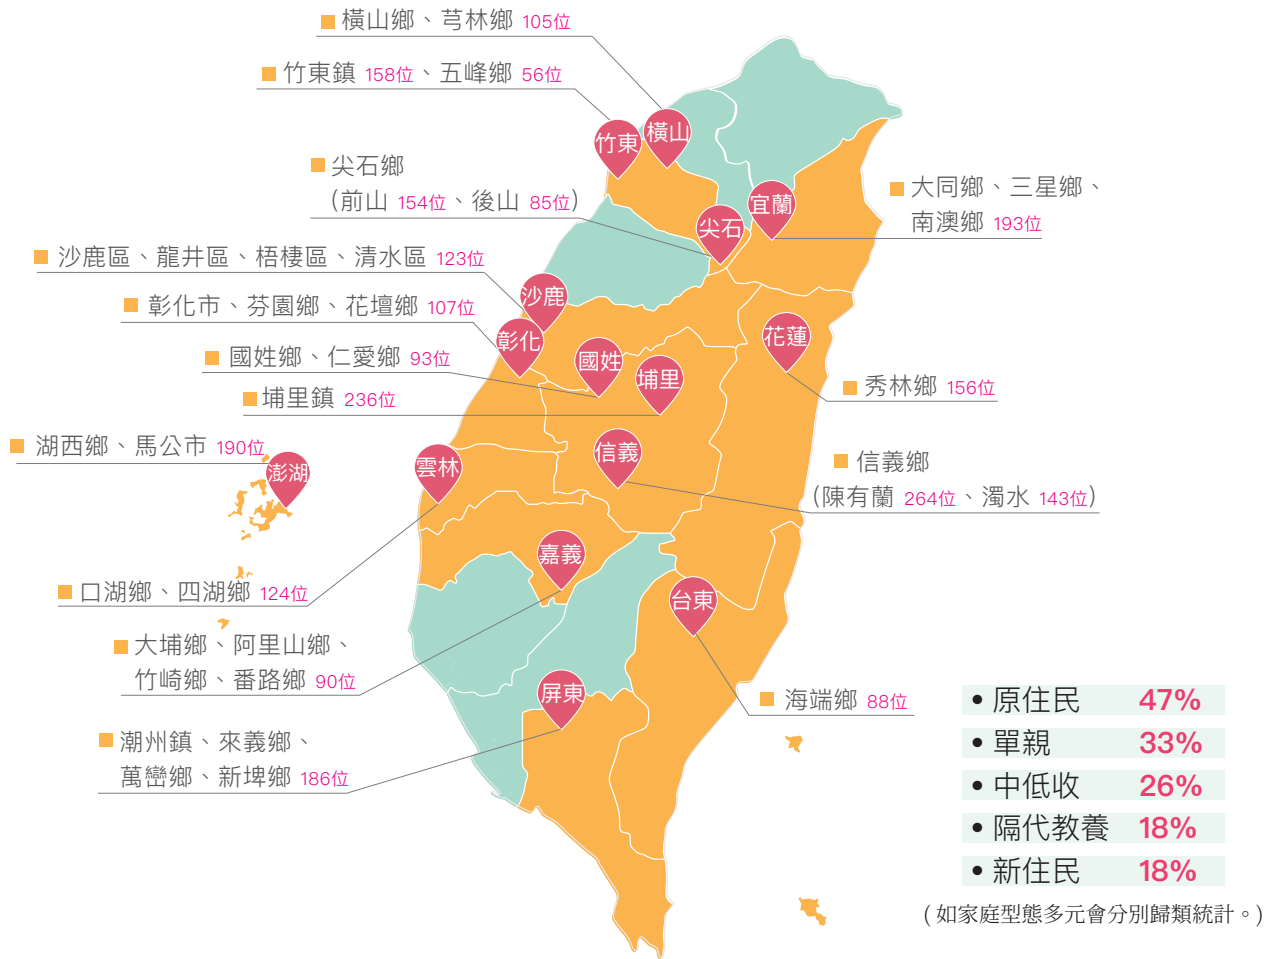 橫山鄉、芎林鄉 105位
竹東鎮 158位、五峰鄉 56位
尖石鄉
(前山 154位、後山 85位)
沙鹿區、龍井區、梧棲區、清水區 123位
彰化市、芬園鄉、花壇鄉 107位
國姓鄉、仁愛鄉 93位
埔里鎮 236位
湖西鄉、馬公市 190位
口湖鄉、四湖鄉 124位
大埔鄉、阿里山鄉、
竹崎鄉、番路鄉 90位
潮州鎮、來義鄉、
萬巒鄉、新埤鄉 186位
竹東
橫山
尖石
宜蘭
沙鹿
彰化
國姓
埔里
花蓮
信義
雲林
澎湖
嘉義
台東
屏東
大同鄉、三星鄉、
南澳鄉 193位
秀林鄉 156位
信義鄉
(陳有蘭 264位、濁水 143位)
海端鄉 88位
• 原住民 47%
• 單親 33%
• 中低收 26%
• 隔代教養 18%
• 新住民 18%
(如家庭型態多元會分別歸類統計。)